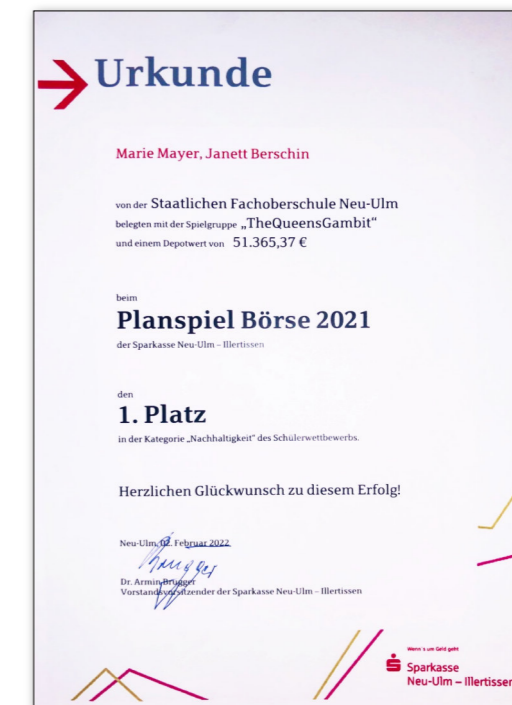 Urkunde
Marie Mayer, Janett Berschin
von der Staatlichen Fachoberschule Neu-Ulm
belegten mit der Spielgruppe „TheQueensGambit“
und einem Depotwert von 51.365,37 €
beim
Planspiel Börse 2021
der Sparkasse Neu-Ulm – Illertissen
den
1. Platz
in der Kategorie „Nachhaltigkeit“ des Schülerwettbewerbs.
Herzlichen Glückwunsch zu diesem Erfolg!
Neu-Ulm, 02. Februar 2022
Dr. Armin Brügger
Vorstandsvorsitzender der Sparkasse Neu-Ulm – Illertissen
Wenn's um Geld geht
Sparkasse
Neu-Ulm – Illertissen